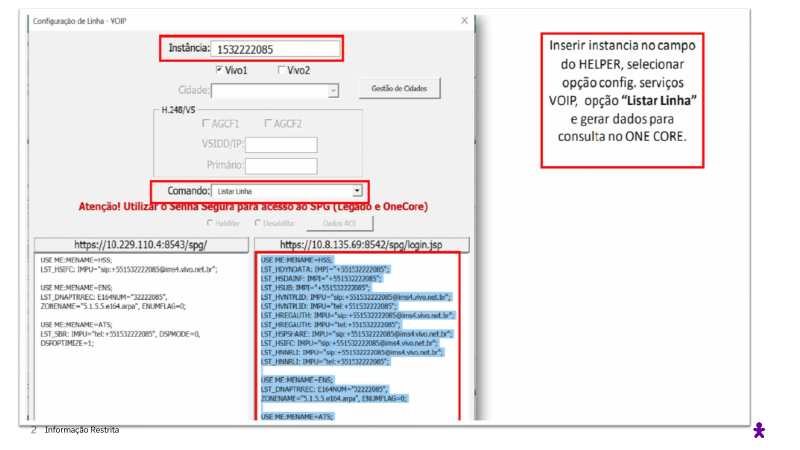 Configuração de Linha - VOIP
Instância: 1532222085
Vivo1 Vivo2
Cidade: Gestão de Cidades
H.248/V5
AGCF1 AGCF2
V5IDD/IP:
Primário:
Comando: Listar Linha
Atenção! Utilizar o Senha Segura para acesso ao SPG (Legado e OneCore)
Habilitar Desabilitar Dados ACS
https://10.229.110.4:8543/spg/
USE ME:MENAME=HSS;
LST_HSIFC: IMPU="sip:+551532222085@ims4.vivo.net.br";
USE ME:MENAME=ENS;
LST_DNAPTRREC: E164NUM="32222085",
ZONENAME="5.1.5.5.e164.arpa", ENUMFLAG=0;
USE ME:MENAME=ATS;
LST_SBR: IMPU="tel:+551532222085", DSPMODE=0,
DSPOPTIMIZE=1;
https://10.8.135.69:8542/spg/login.jsp
USE ME:MENAME=HSS;
LST_HDYNDATA: IMPI="+551532222085";
LST_HSDAINF: IMPI="+551532222085";
LST_HSUB: IMPI="+551532222085";
LST_HVNTPLID: IMPU="sip:+551532222085@ims4.vivo.net.br";
LST_HVNTPLID: IMPU="tel:+551532222085";
LST_HREGAUTH: IMPU="sip:+551532222085@ims4.vivo.net.br";
LST_HREGAUTH: IMPU="tel:+551532222085";
LST_HSPSHARE: IMPU="sip:+551532222085@ims4.vivo.net.br";
LST_HSIFC: IMPU="sip:+551532222085@ims4.vivo.net.br";
LST_HNNRLI: IMPU="sip:+551532222085@ims4.vivo.net.br";
LST_HNNRLI: IMPU="tel:+551532222085";
USE ME:MENAME=ENS;
LST_DNAPTRREC: E164NUM="32222085",
ZONENAME="5.1.5.5.e164.arpa", ENUMFLAG=0;
USE ME:MENAME=ATS;
Inserir instancia no campo
do HELPER, selecionar
opção config. serviços
VOIP, opção “Listar Linha”
e gerar dados para
consulta no ONE CORE.
2 Informação Restrita